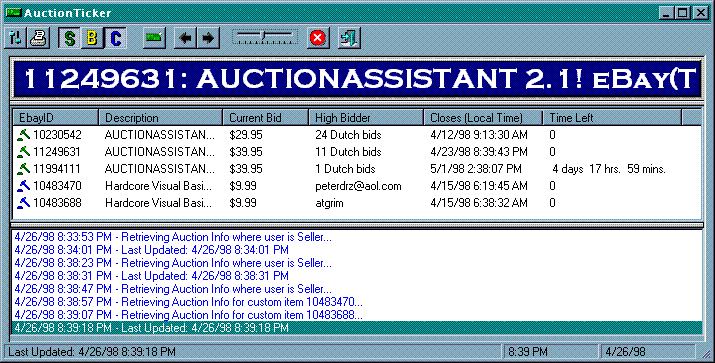 AuctionTicker
S B C
11249631: AUCTIONASSISTANT 2.1! eBay(T
EbayID Description Current Bid High Bidder Closes (Local Time) Time Left
10230542 AUCTIONASSISTAN... $29.95 24 Dutch bids 4/12/98 9:13:30 AM 0
11249631 AUCTIONASSISTAN... $39.95 11 Dutch bids 4/23/98 8:39:43 PM 0
11994111 AUCTIONASSISTAN... $39.95 1 Dutch bids 5/1/98 2:38:07 PM 4 days 17 hrs. 59 mins.
10483470 Hardcore Visual Basi... $9.99 peterdrz@aol.com 4/15/98 6:19:45 AM 0
10483688 Hardcore Visual Basi... $9.99 atgrim 4/15/98 6:38:32 AM 0
4/26/98 8:33:53 PM - Retrieving Auction Info where user is Seller...
4/26/98 8:34:01 PM - Last Updated: 4/26/98 8:34:01 PM
4/26/98 8:38:23 PM - Retrieving Auction Info where user is Seller...
4/26/98 8:38:31 PM - Last Updated: 4/26/98 8:38:31 PM
4/26/98 8:38:47 PM - Retrieving Auction Info where user is Seller...
4/26/98 8:38:57 PM - Retrieving Auction Info for custom item 10483470...
4/26/98 8:39:07 PM - Retrieving Auction Info for custom item 10483688...
4/26/98 8:39:18 PM - Last Updated: 4/26/98 8:39:18 PM
Last Updated: 4/26/98 8:39:18 PM 8:39 PM 4/26/98